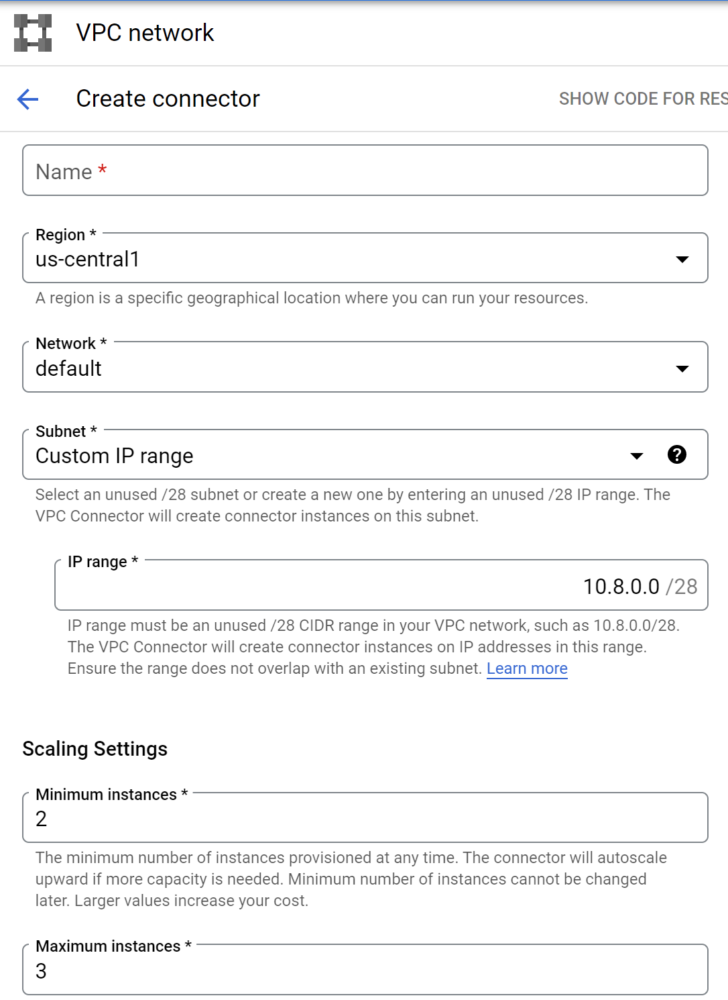 VPC network
Create connector
SHOW CODE FOR RES
Name *
Region *
us-central1
A region is a specific geographical location where you can run your resources.
Network *
default
Subnet *
Custom IP range
Select an unused /28 subnet or create a new one by entering an unused /28 IP range. The
VPC Connector will create connector instances on this subnet.
IP range *
10.8.0.0 /28
IP range must be an unused /28 CIDR range in your VPC network, such as 10.8.0.0/28.
The VPC Connector will create connector instances on IP addresses in this range.
Ensure the range does not overlap with an existing subnet. Learn more
Scaling Settings
Minimum instances *
2
The minimum number of instances provisioned at any time. The connector will autoscale
upward if more capacity is needed. Minimum number of instances cannot be changed
later. Larger values increase your cost.
Maximum instances *
3